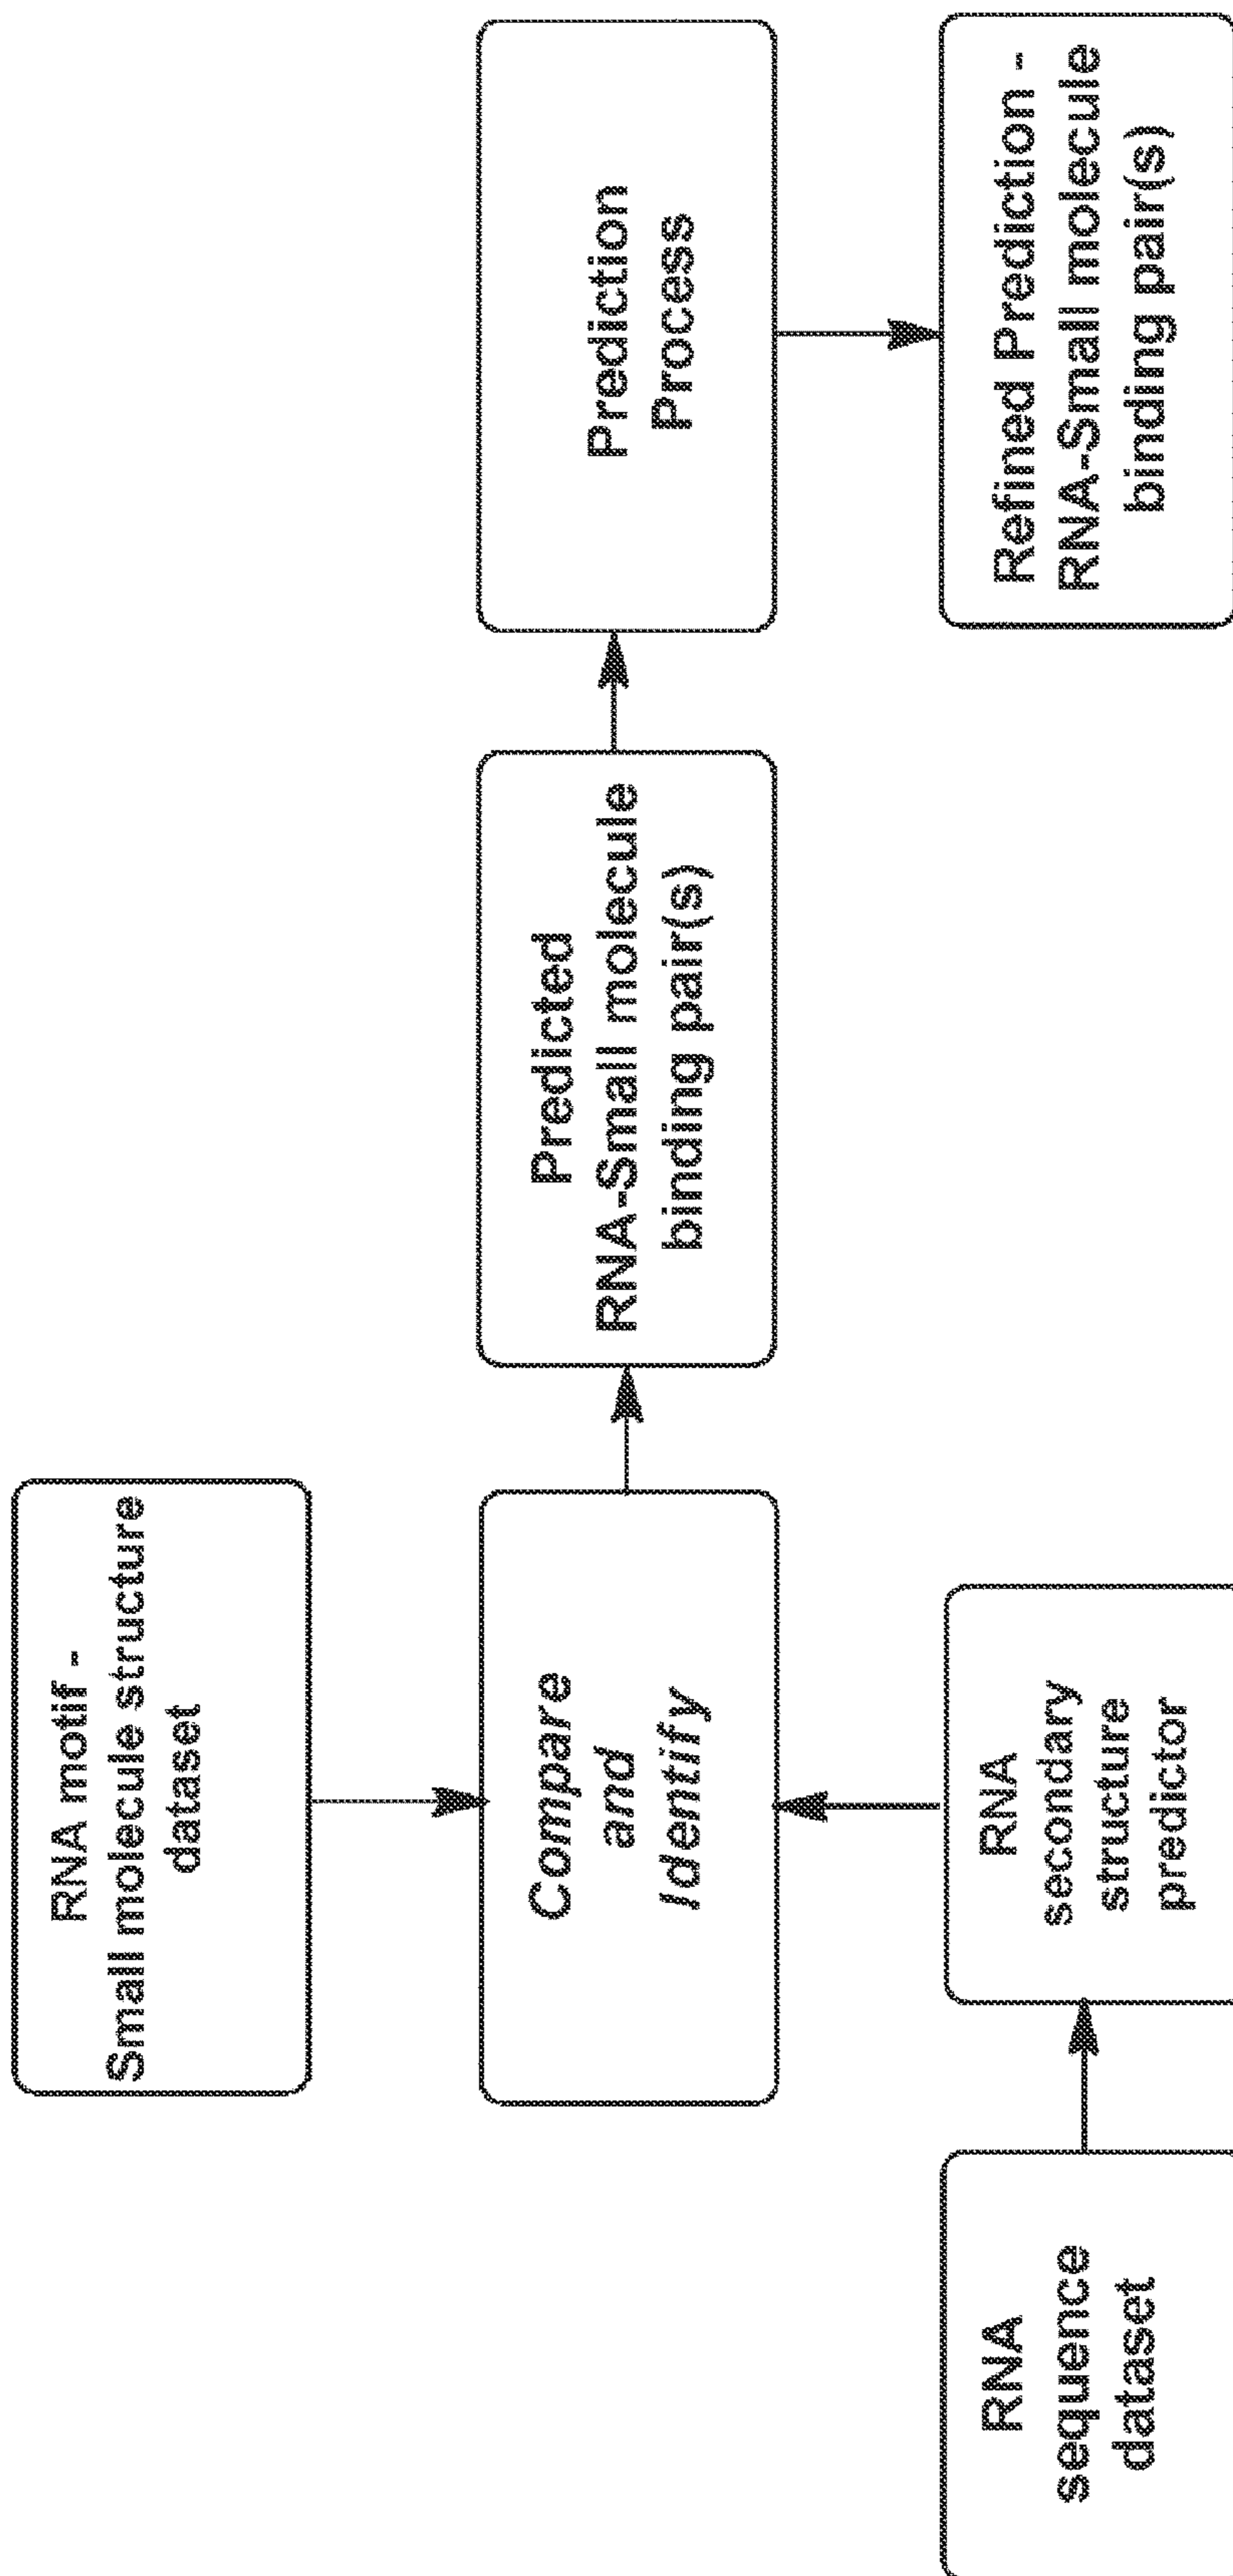 RNA motif -
Small molecule structure
dataset
Compare
and
Identify
Predicted
RNA-Small molecule
binding pair(s)
Prediction
Process
RNA
sequence
dataset
RNA
secondary
structure
predictor
Refined Prediction -
RNA-Small molecule
binding pair(s)